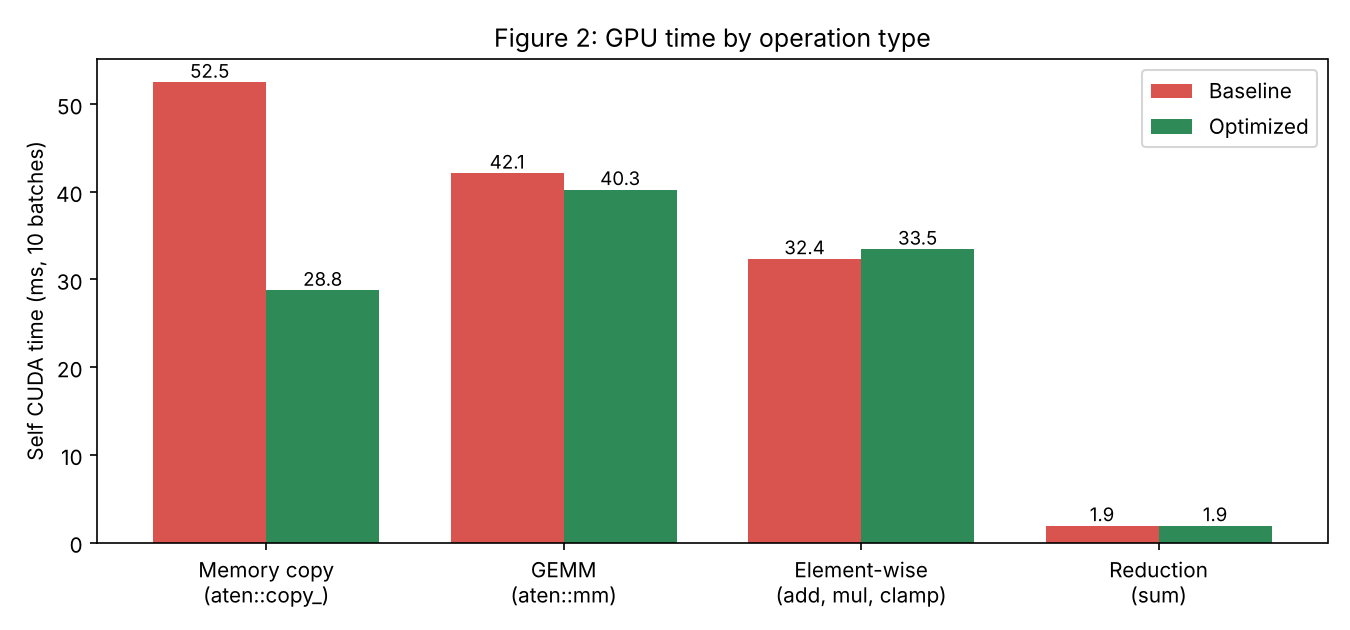 Figure 2: GPU time by operation type
Baseline
Optimized
Self CUDA time (ms, 10 batches)
50
40
30
20
10
0
52.5
28.8
42.1
40.3
32.4
33.5
1.9
1.9
Memory copy
(aten::copy_)
GEMM
(aten::mm)
Element-wise
(add, mul, clamp)
Reduction
(sum)